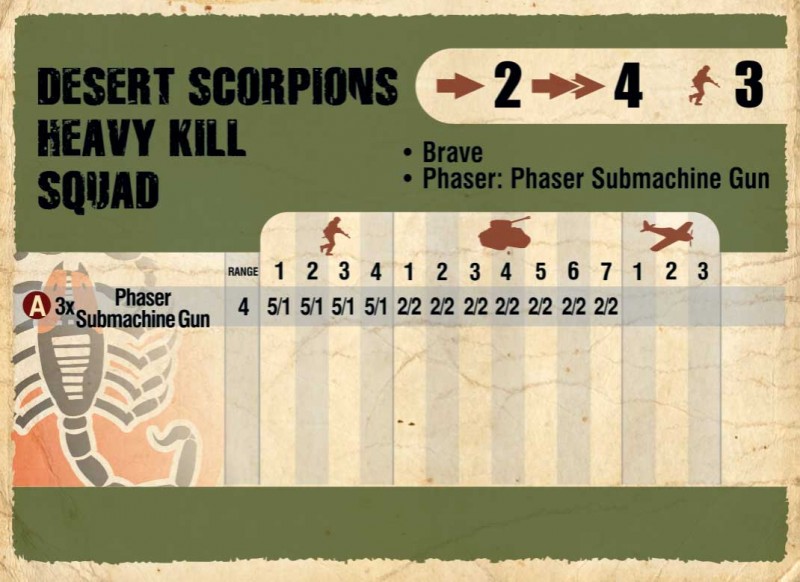 DESERT SCORPIONS
HEAVY KILL
SQUAD
2 4 3
• Brave
• Phaser: Phaser Submachine Gun
RANGE 1 2 3 4 1 2 3 4 5 6 7 1 2 3
A 3x Phaser Submachine Gun 4 5/1 5/1 5/1 5/1 2/2 2/2 2/2 2/2 2/2 2/2 2/2